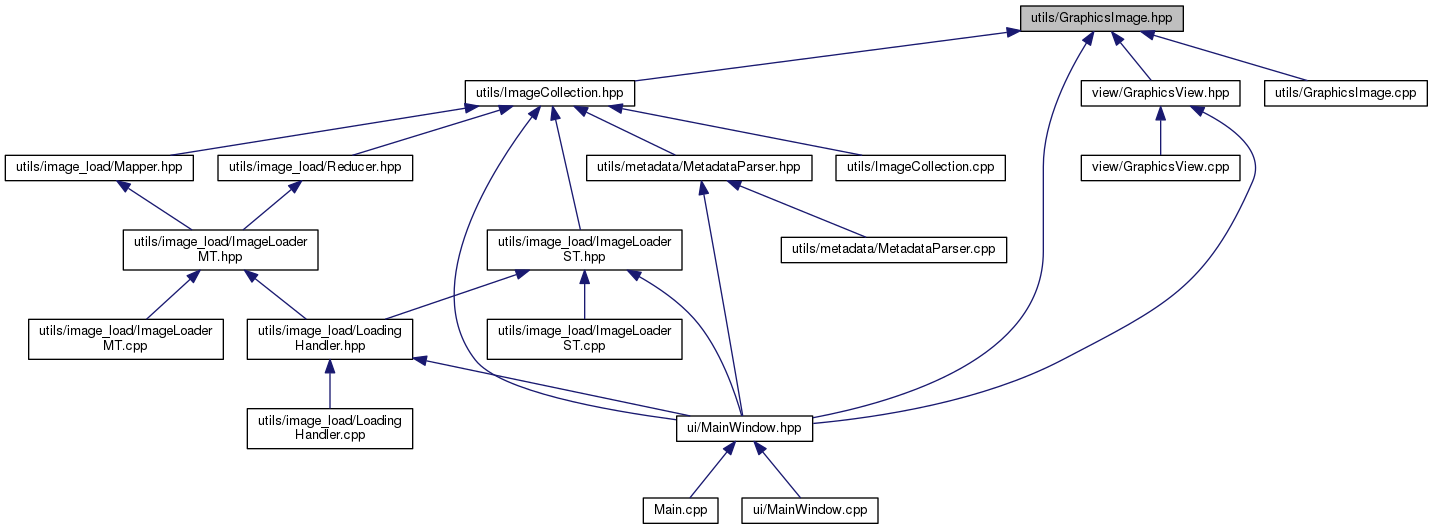 utils/GraphicsImage.hpp
utils/ImageCollection.hpp
view/GraphicsView.hpp
utils/GraphicsImage.cpp
utils/image_load/Mapper.hpp
utils/image_load/Reducer.hpp
utils/metadata/MetadataParser.hpp
utils/ImageCollection.cpp
view/GraphicsView.cpp
utils/image_load/ImageLoader
MT.hpp
utils/image_load/ImageLoader
ST.hpp
utils/metadata/MetadataParser.cpp
utils/image_load/ImageLoader
MT.cpp
utils/image_load/Loading
Handler.hpp
utils/image_load/ImageLoader
ST.cpp
utils/image_load/Loading
Handler.cpp
ui/MainWindow.hpp
Main.cpp
ui/MainWindow.cpp